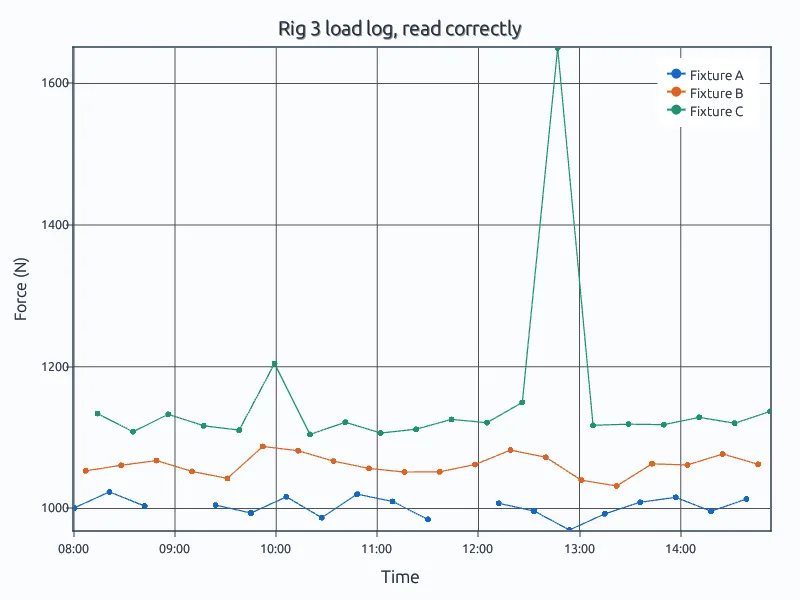 Rig 3 load log, read correctly
Fixture A
Fixture B
Fixture C
Force (N)
1600
1400
1200
1000
08:00 09:00 10:00 11:00 12:00 13:00 14:00
Time